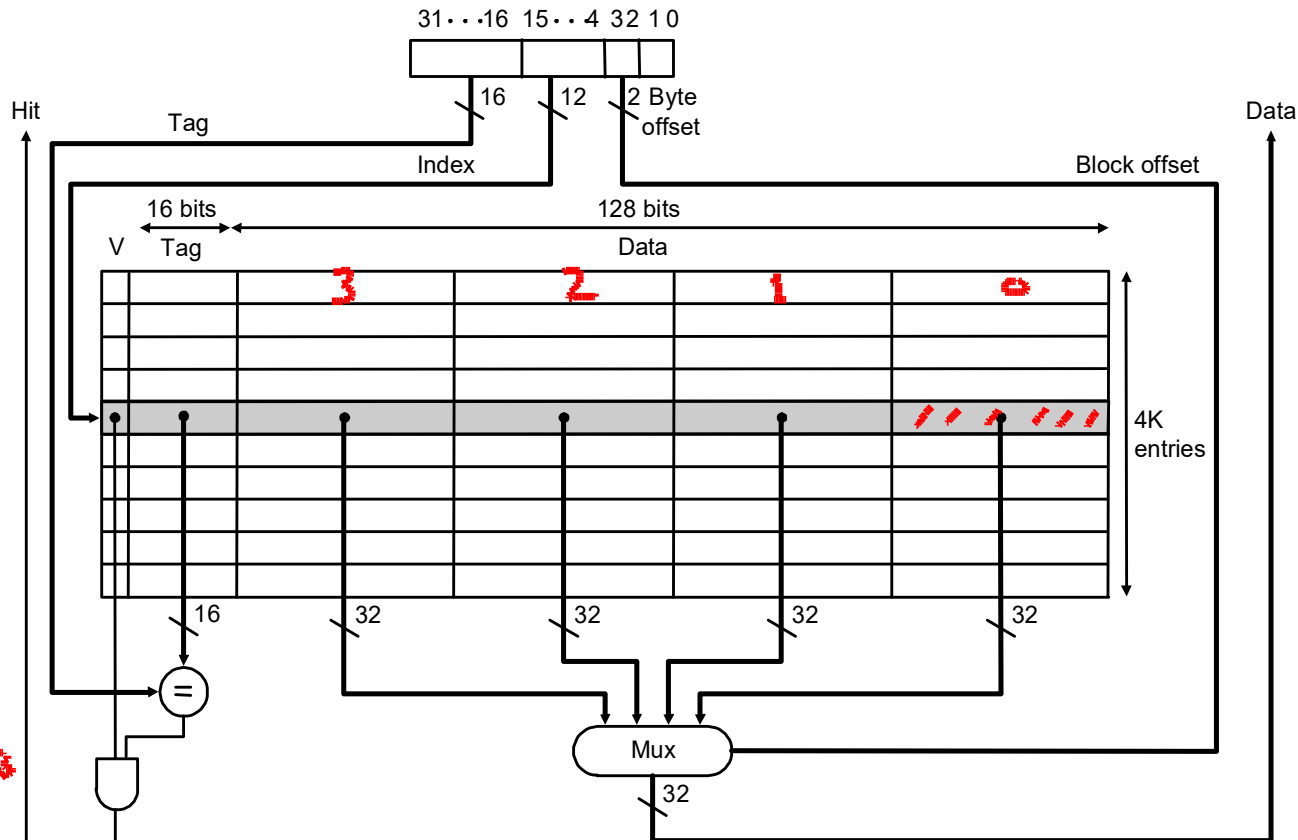 31···16 15···4 32 1 0
16 12 2 Byte offset
Hit
Data
Tag
Index
Block offset
16 bits
128 bits
V
Tag
Data
3 2 1 0
4K entries
16 32 32 32 32
=
Mux
32